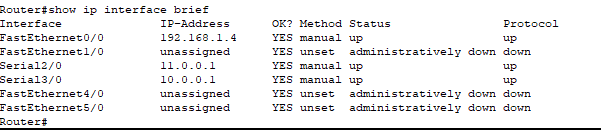 Router#show ip interface brief
Interface              IP-Address      OK? Method Status                Protocol
FastEthernet0/0        192.168.1.4     YES manual up                    up
FastEthernet1/0        unassigned      YES unset  administratively down down
Serial2/0              11.0.0.1        YES manual up                    up
Serial3/0              10.0.0.1        YES manual up                    up
FastEthernet4/0        unassigned      YES unset  administratively down down
FastEthernet5/0        unassigned      YES unset  administratively down down
Router#